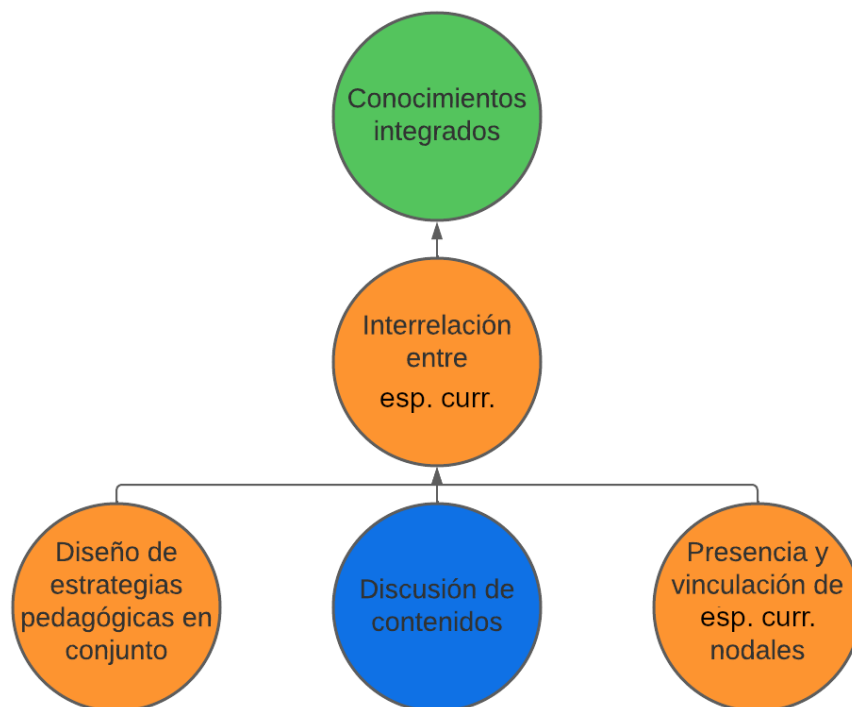 Conocimientos
integrados
Interrelación
entre
esp. curr.
Diseño de
estrategias
pedagógicas en
conjunto
Discusión de
contenidos
Presencia y
vinculación de
esp. curr.
nodales